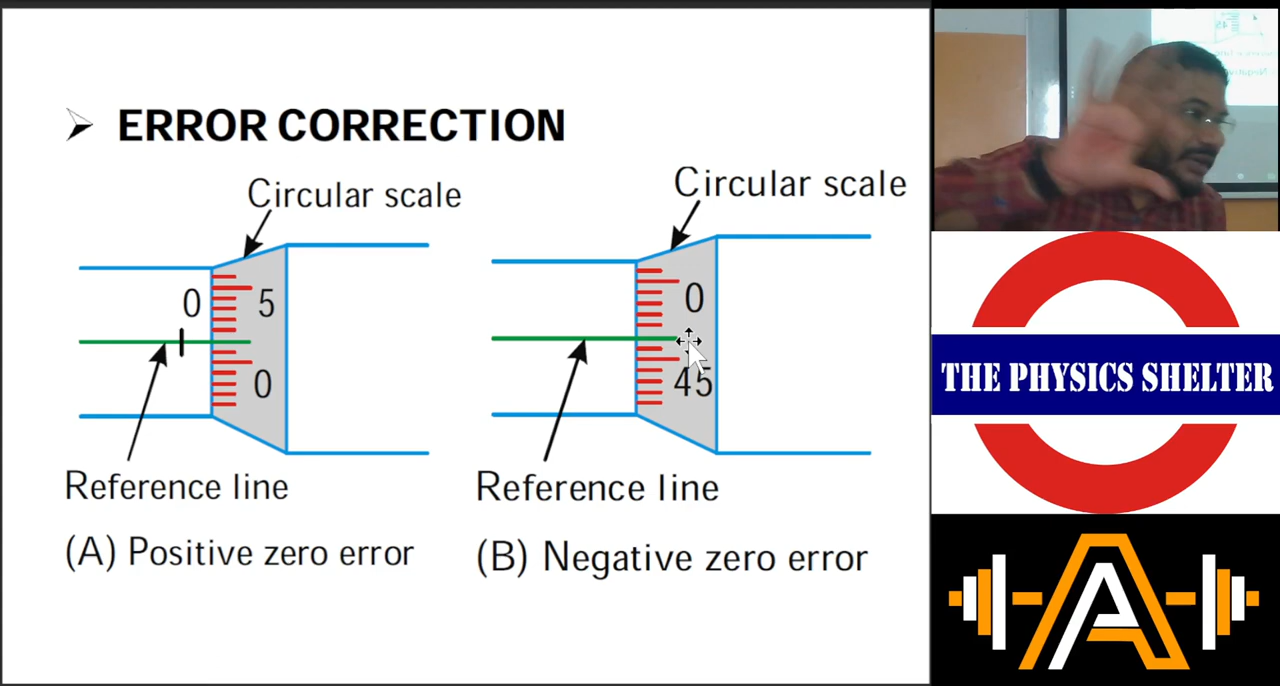 ERROR CORRECTION
Circular scale
0
5
0
Reference line
(A) Positive zero error
Circular scale
0
45
Reference line
(B) Negative zero error
THE PHYSICS SHELTER
A